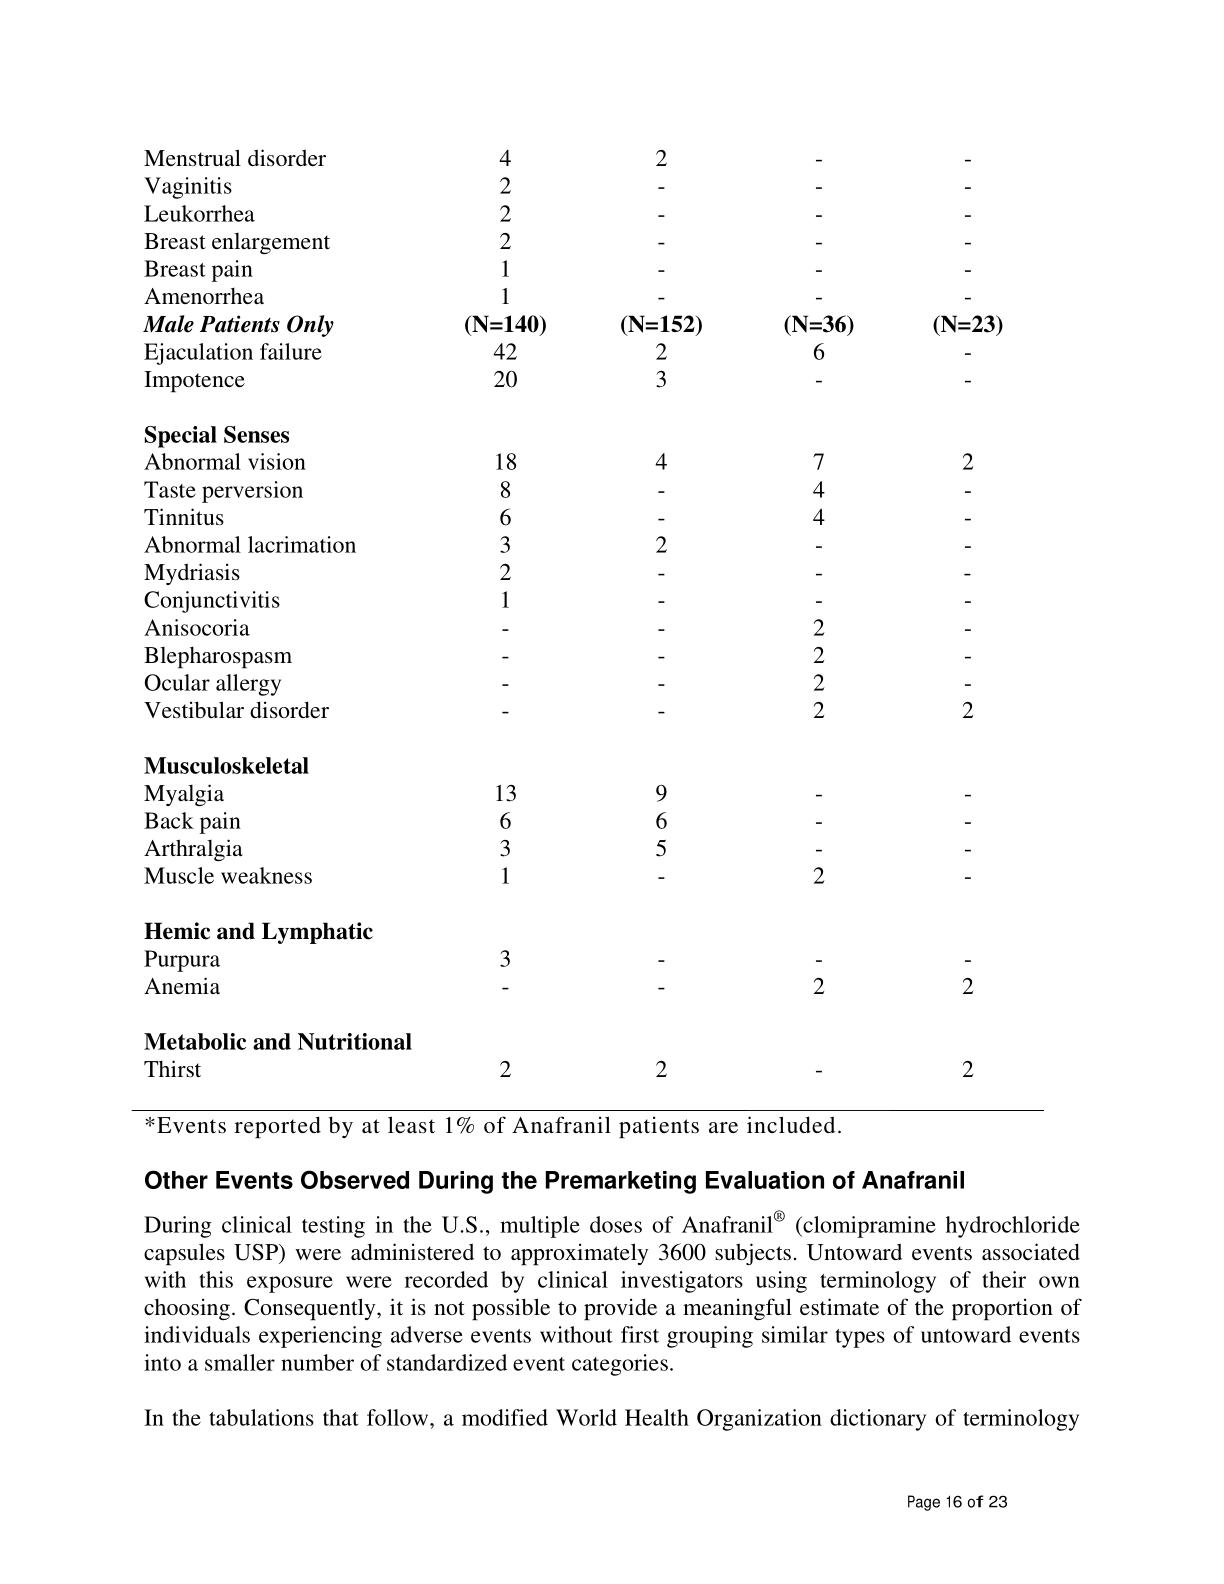 Menstrual disorder 4 2 - -
Vaginitis 2 - - -
Leukorrhea 2 - - -
Breast enlargement 2 - - -
Breast pain 1 - - -
Amenorrhea 1 - - -
Male Patients Only (N=140) (N=152) (N=36) (N=23)
Ejaculation failure 42 2 6 -
Impotence 20 3 - -
Special Senses
Abnormal vision 18 4 7 2
Taste perversion 8 - 4 -
Tinnitus 6 - 4 -
Abnormal lacrimation 3 2 - -
Mydriasis 2 - - -
Conjunctivitis 1 - - -
Anisocoria - - 2 -
Blepharospasm - - 2 -
Ocular allergy - - 2 -
Vestibular disorder - - 2 2
Musculoskeletal
Myalgia 13 9 - -
Back pain 6 6 - -
Arthralgia 3 5 - -
Muscle weakness 1 - 2 -
Hemic and Lymphatic
Purpura 3 - - -
Anemia - - 2 2
Metabolic and Nutritional
Thirst 2 2 - 2
*Events reported by at least 1% of Anafranil patients are included.
Other Events Observed During the Premarketing Evaluation of Anafranil
During clinical testing in the U.S., multiple doses of Anafranil® (clomipramine hydrochloride
capsules USP) were administered to approximately 3600 subjects. Untoward events associated
with this exposure were recorded by clinical investigators using terminology of their own
choosing. Consequently, it is not possible to provide a meaningful estimate of the proportion of
individuals experiencing adverse events without first grouping similar types of untoward events
into a smaller number of standardized event categories.
In the tabulations that follow, a modified World Health Organization dictionary of terminology
Page 16 of 23